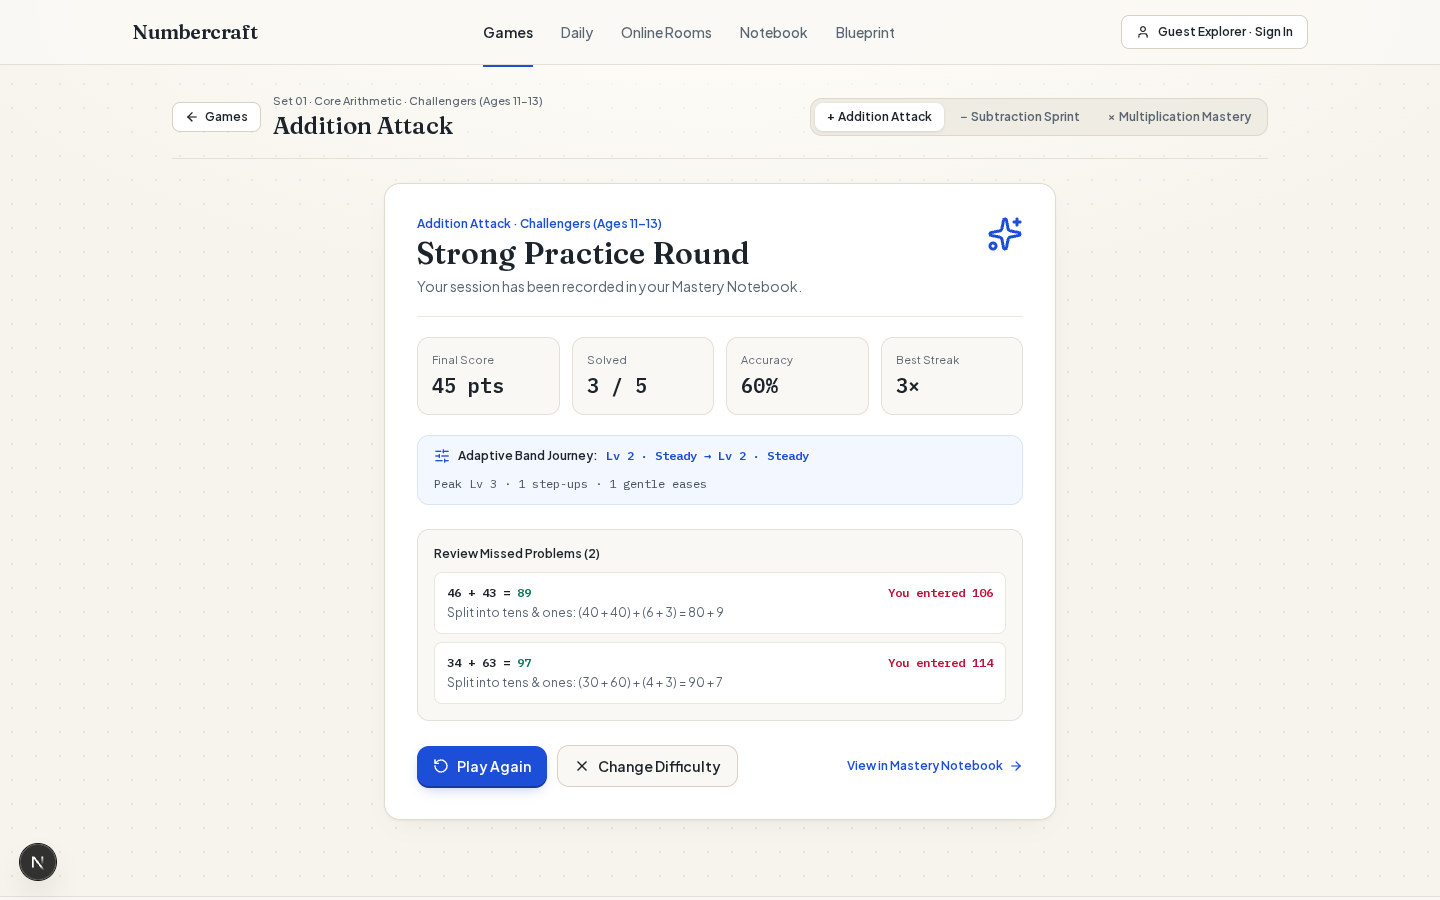 Numbercraft
Games
Daily
Online Rooms
Notebook
Blueprint
Guest Explorer · Sign In
Games
Set 01 · Core Arithmetic · Challengers (Ages 11–13)
Addition Attack
+ Addition Attack
− Subtraction Sprint
× Multiplication Mastery
Addition Attack · Challengers (Ages 11–13)
Strong Practice Round
Your session has been recorded in your Mastery Notebook.
Final Score
45 pts
Solved
3 / 5
Accuracy
60%
Best Streak
3×
Adaptive Band Journey: Lv 2 · Steady → Lv 2 · Steady
Peak Lv 3 · 1 step-ups · 1 gentle eases
Review Missed Problems (2)
46 + 43 = 89
You entered 106
Split into tens & ones: (40 + 40) + (6 + 3) = 80 + 9
34 + 63 = 97
You entered 114
Split into tens & ones: (30 + 60) + (4 + 3) = 90 + 7
Play Again
Change Difficulty
View in Mastery Notebook
N